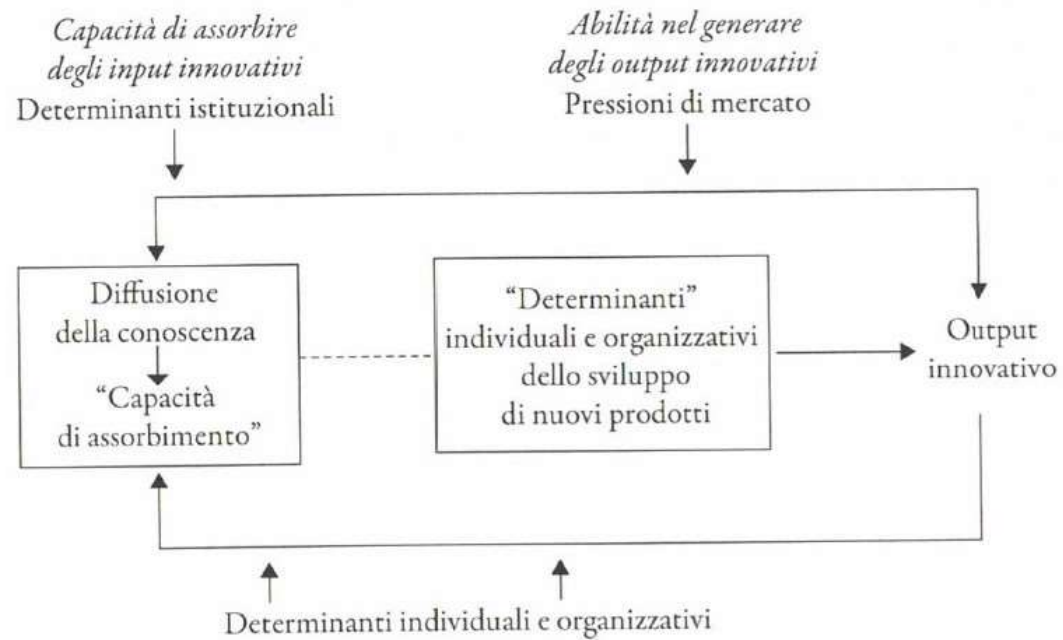 Capacità di assorbire
degli input innovativi
Determinanti istituzionali
Abilità nel generare
degli output innovativi
Pressioni di mercato
Diffusione
della conoscenza
“Capacità
di assorbimento”
“Determinanti”
individuali e organizzativi
dello sviluppo
di nuovi prodotti
Output
innovativo
Determinanti individuali e organizzativi